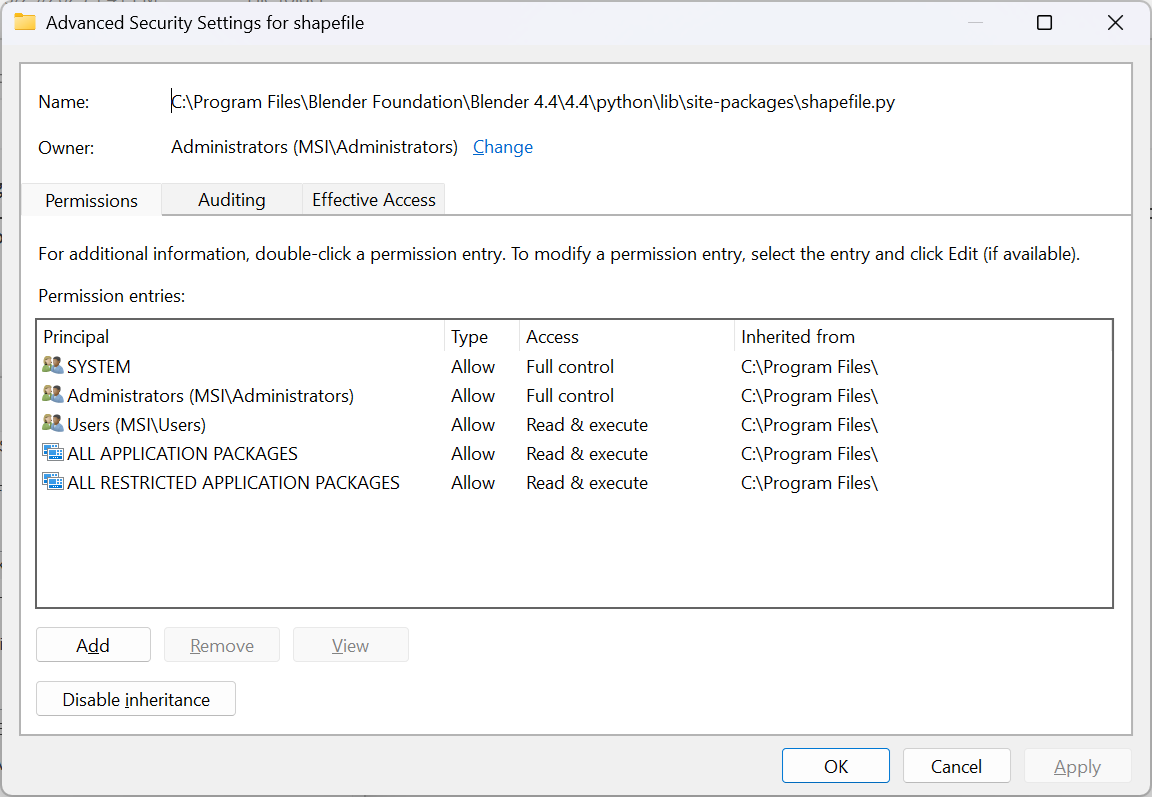 Advanced Security Settings for shapefile
Name: C:\Program Files\Blender Foundation\Blender 4.4\4.4\python\lib\site-packages\shapefile.py
Owner: Administrators (MSI\Administrators) Change
Permissions Auditing Effective Access
For additional information, double-click a permission entry. To modify a permission entry, select the entry and click Edit (if available).
Permission entries:
Principal Type Access Inherited from
SYSTEM Allow Full control C:\Program Files\
Administrators (MSI\Administrators) Allow Full control C:\Program Files\
Users (MSI\Users) Allow Read & execute C:\Program Files\
ALL APPLICATION PACKAGES Allow Read & execute C:\Program Files\
ALL RESTRICTED APPLICATION PACKAGES Allow Read & execute C:\Program Files\
Add Remove View
Disable inheritance
OK Cancel Apply